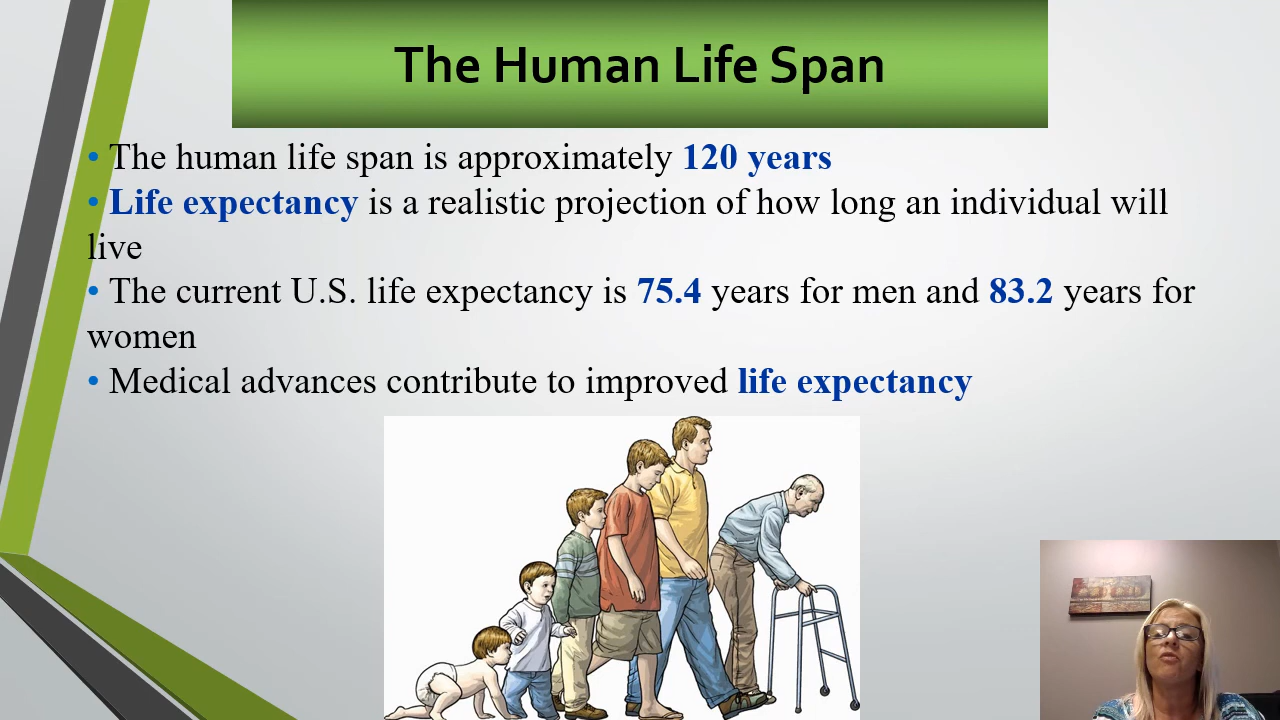 The Human Life Span
• The human life span is approximately 120 years
• Life expectancy is a realistic projection of how long an individual will
live
• The current U.S. life expectancy is 75.4 years for men and 83.2 years for
women
• Medical advances contribute to improved life expectancy